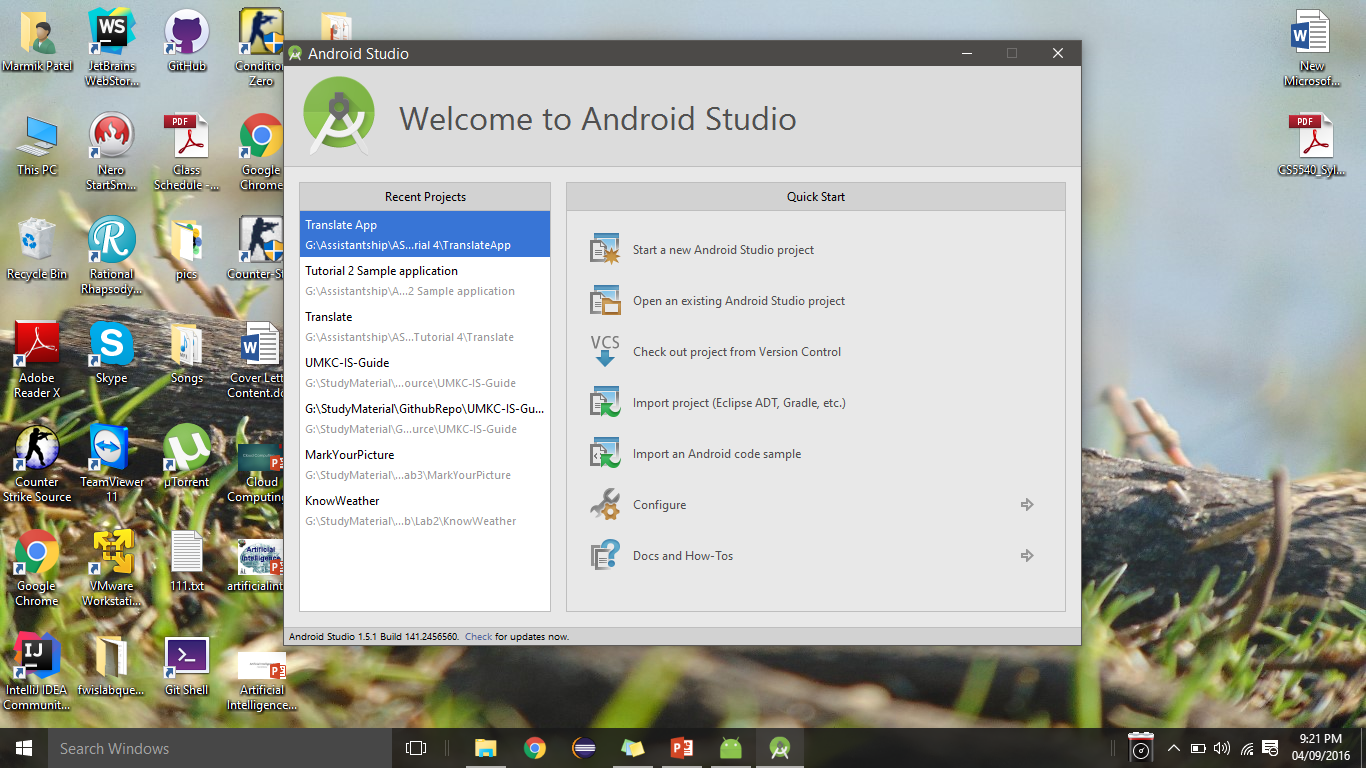 Marmik Patel
JetBrains
WebStor...
GitHub
Condition
Zero
This PC
Nero
StartSm...
PDF
Class
Schedule -...
Google
Chrome
Recycle Bin
Rational
Rhapsody...
pics
Counter-St
Adobe
Reader X
Skype
Songs
Cover Lett
Content.do
Counter
Strike Source
TeamViewer
11
µTorrent
Cloud
Computing
Google
Chrome
VMware
Workstati...
111.txt
Artificial
Intelligence
artificialint
IntelliJ IDEA
Communit...
fwislabque...
Git Shell
Artificial
Intelligence...
WS
IJ
Android Studio
Welcome to Android Studio
Recent Projects
Translate App
G:\Assistantship\AS...rial 4\TranslateApp
Tutorial 2 Sample application
G:\Assistantship\A...2 Sample application
Translate
G:\Assistantship\AS...Tutorial 4\Translate
UMKC-IS-Guide
G:\StudyMaterial\...ource\UMKC-IS-Guide
G:\StudyMaterial\GithubRepo\UMKC-IS-Gu...
G:\StudyMaterial\G...urce\UMKC-IS-Guide
MarkYourPicture
G:\StudyMaterial\...ab3\MarkYourPicture
KnowWeather
G:\StudyMaterial\...b\Lab2\KnowWeather
Quick Start
Start a new Android Studio project
Open an existing Android Studio project
VCS
Check out project from Version Control
Import project (Eclipse ADT, Gradle, etc.)
Import an Android code sample
Configure
Docs and How-Tos
Android Studio 1.5.1 Build 141.2456560. Check for updates now.
New
Microsof...
PDF
CS5540_Syl...
Search Windows
9:21 PM
04/09/2016